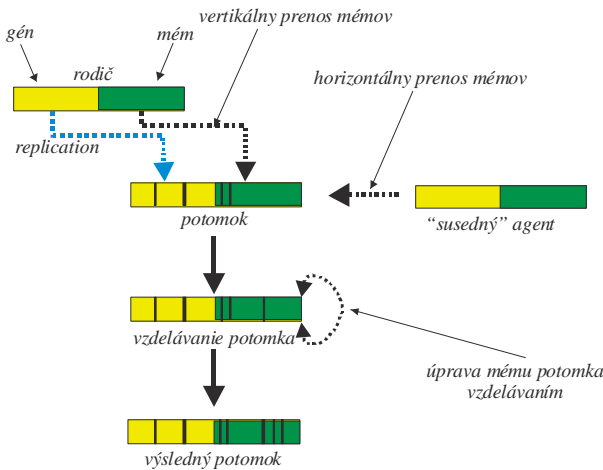 vertikálny prenos mémov
gén
mém
rodič
horizontálny prenos mémov
replication
potomok
“susedný” agent
vzdelávanie potomka
úprava mému potomka
vzdelávaním
výsledný potomok